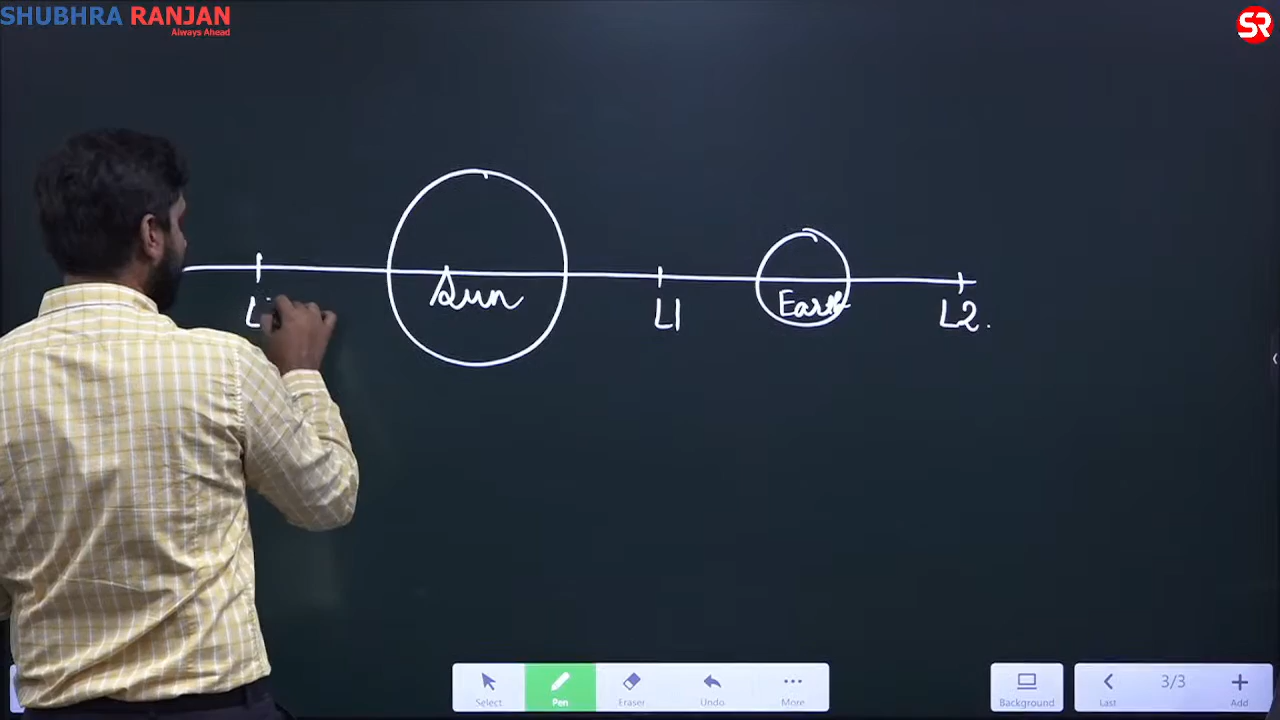 SHUBHRA RANJAN
Always Ahead
SR
Sun
Earth
L
L1
L2.
Select
Pen
Eraser
Undo
More
Background
3/3
Last
Add